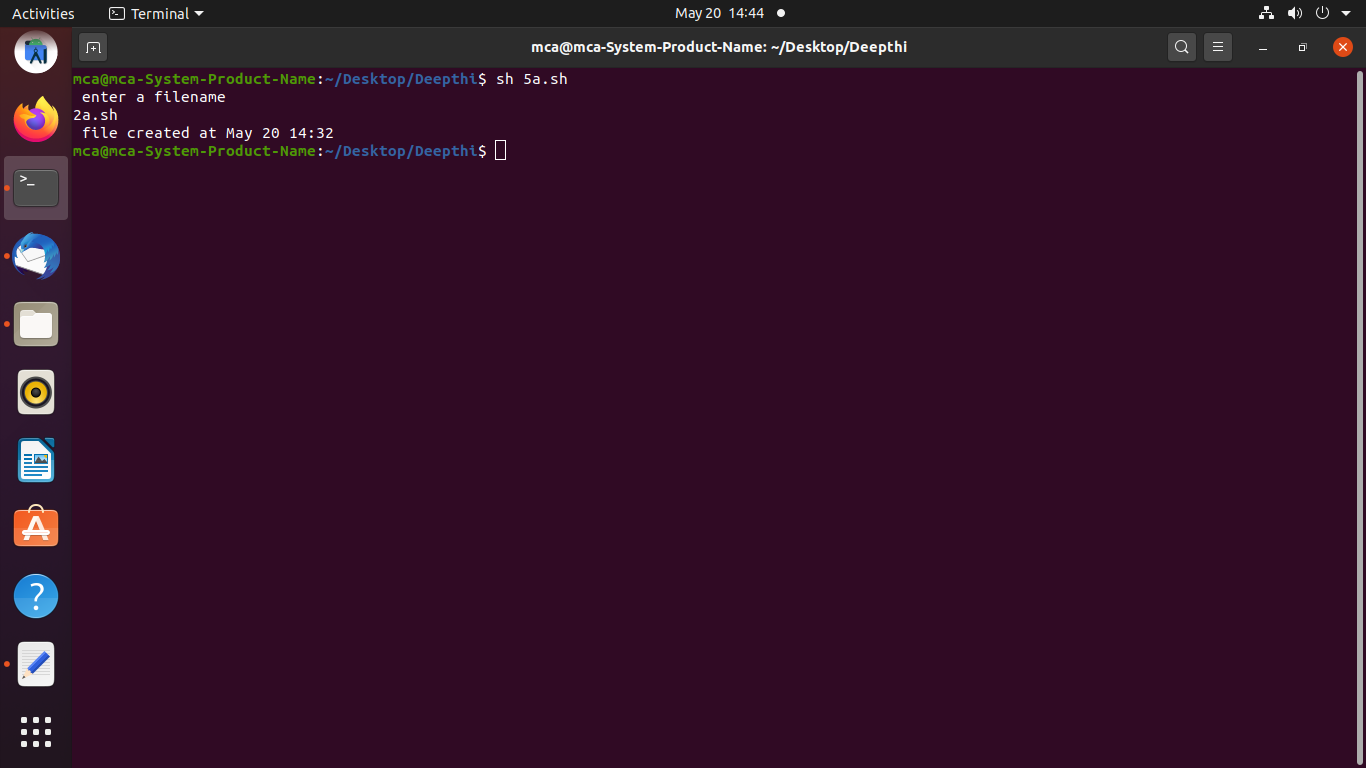 Activities
Terminal
May 20 14:44
mca@mca-System-Product-Name: ~/Desktop/Deepthi
mca@mca-System-Product-Name:~/Desktop/Deepthi$ sh 5a.sh
enter a filename
2a.sh
file created at May 20 14:32
mca@mca-System-Product-Name:~/Desktop/Deepthi$